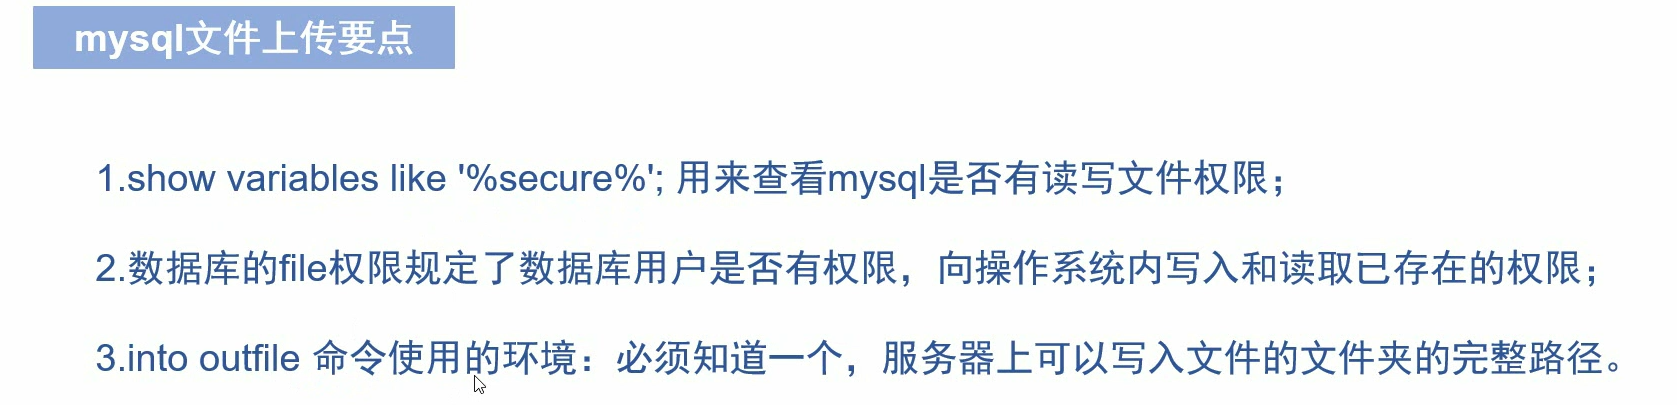 mysql文件上传要点
1.show variables like '%secure%'; 用来查看mysql是否有读写文件权限；
2.数据库的file权限规定了数据库用户是否有权限，向操作系统内写入和读取已存在的权限；
3.into outfile 命令使用的环境：必须知道一个，服务器上可以写入文件的文件夹的完整路径。